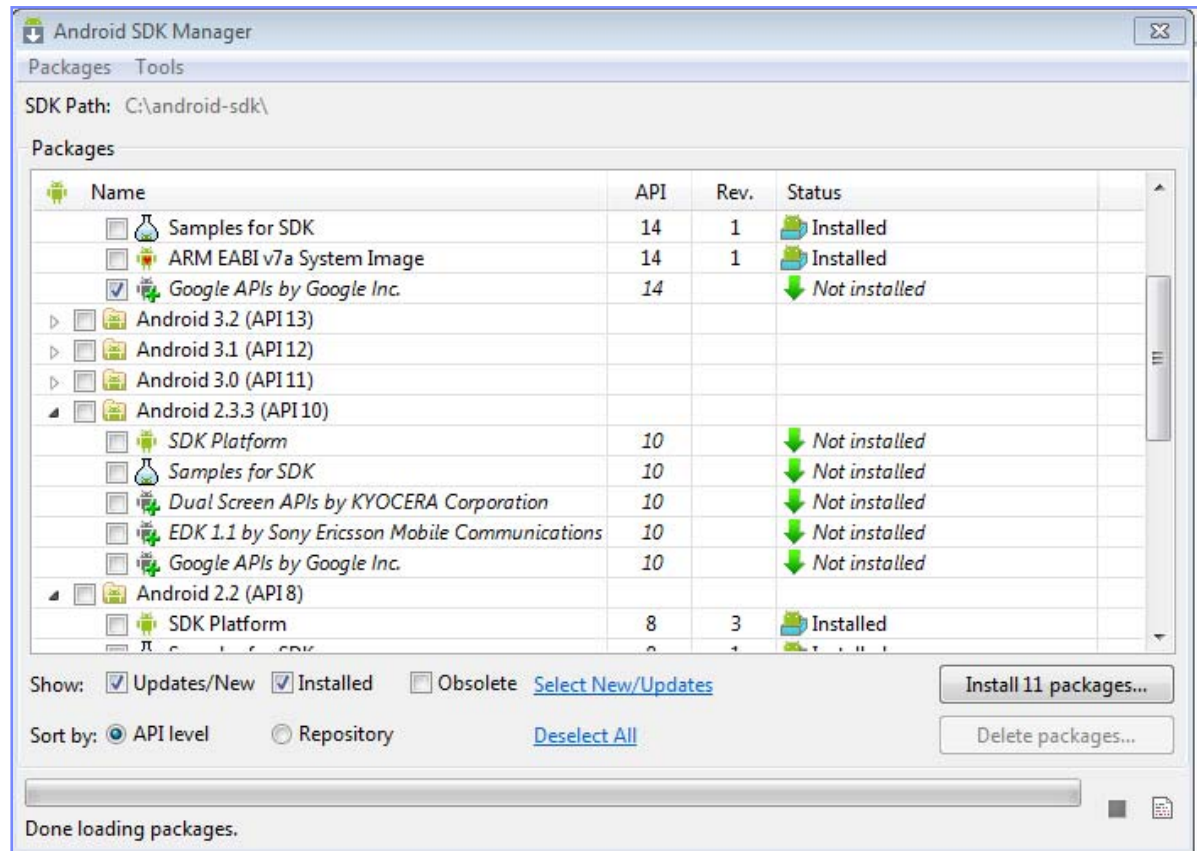 Android SDK Manager
Packages Tools
SDK Path: C:\android-sdk\
Packages
Name API Rev. Status
Samples for SDK 14 1 Installed
ARM EABI v7a System Image 14 1 Installed
Google APIs by Google Inc. 14 Not installed
Android 3.2 (API 13)
Android 3.1 (API 12)
Android 3.0 (API 11)
Android 2.3.3 (API 10)
SDK Platform 10 Not installed
Samples for SDK 10 Not installed
Dual Screen APIs by KYOCERA Corporation 10 Not installed
EDK 1.1 by Sony Ericsson Mobile Communications 10 Not installed
Google APIs by Google Inc. 10 Not installed
Android 2.2 (API 8)
SDK Platform 8 3 Installed
Show: Updates/New Installed Obsolete Select New/Updates Install 11 packages...
Sort by: API level Repository Deselect All Delete packages...
Done loading packages.